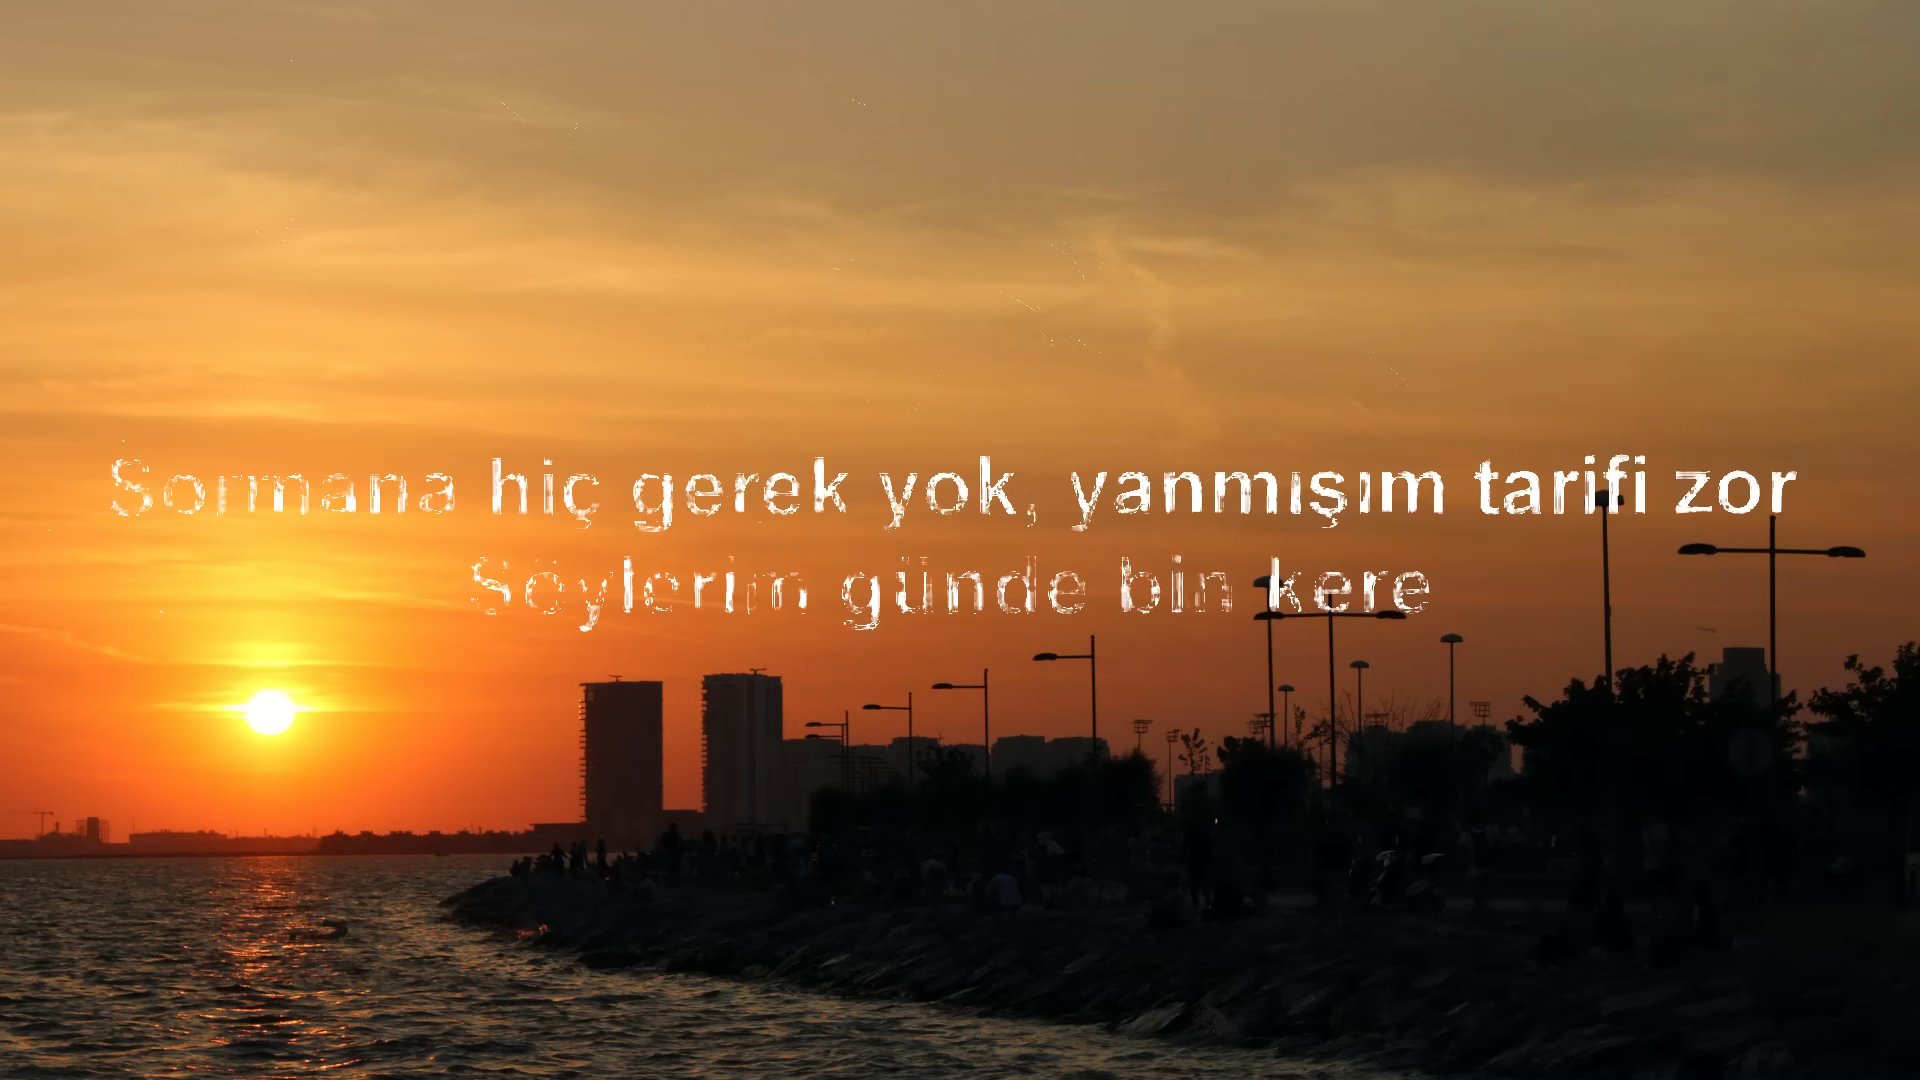 Sormana hiç gerek yok, yanmışım tarifi zor
Söylerim günde bin kere